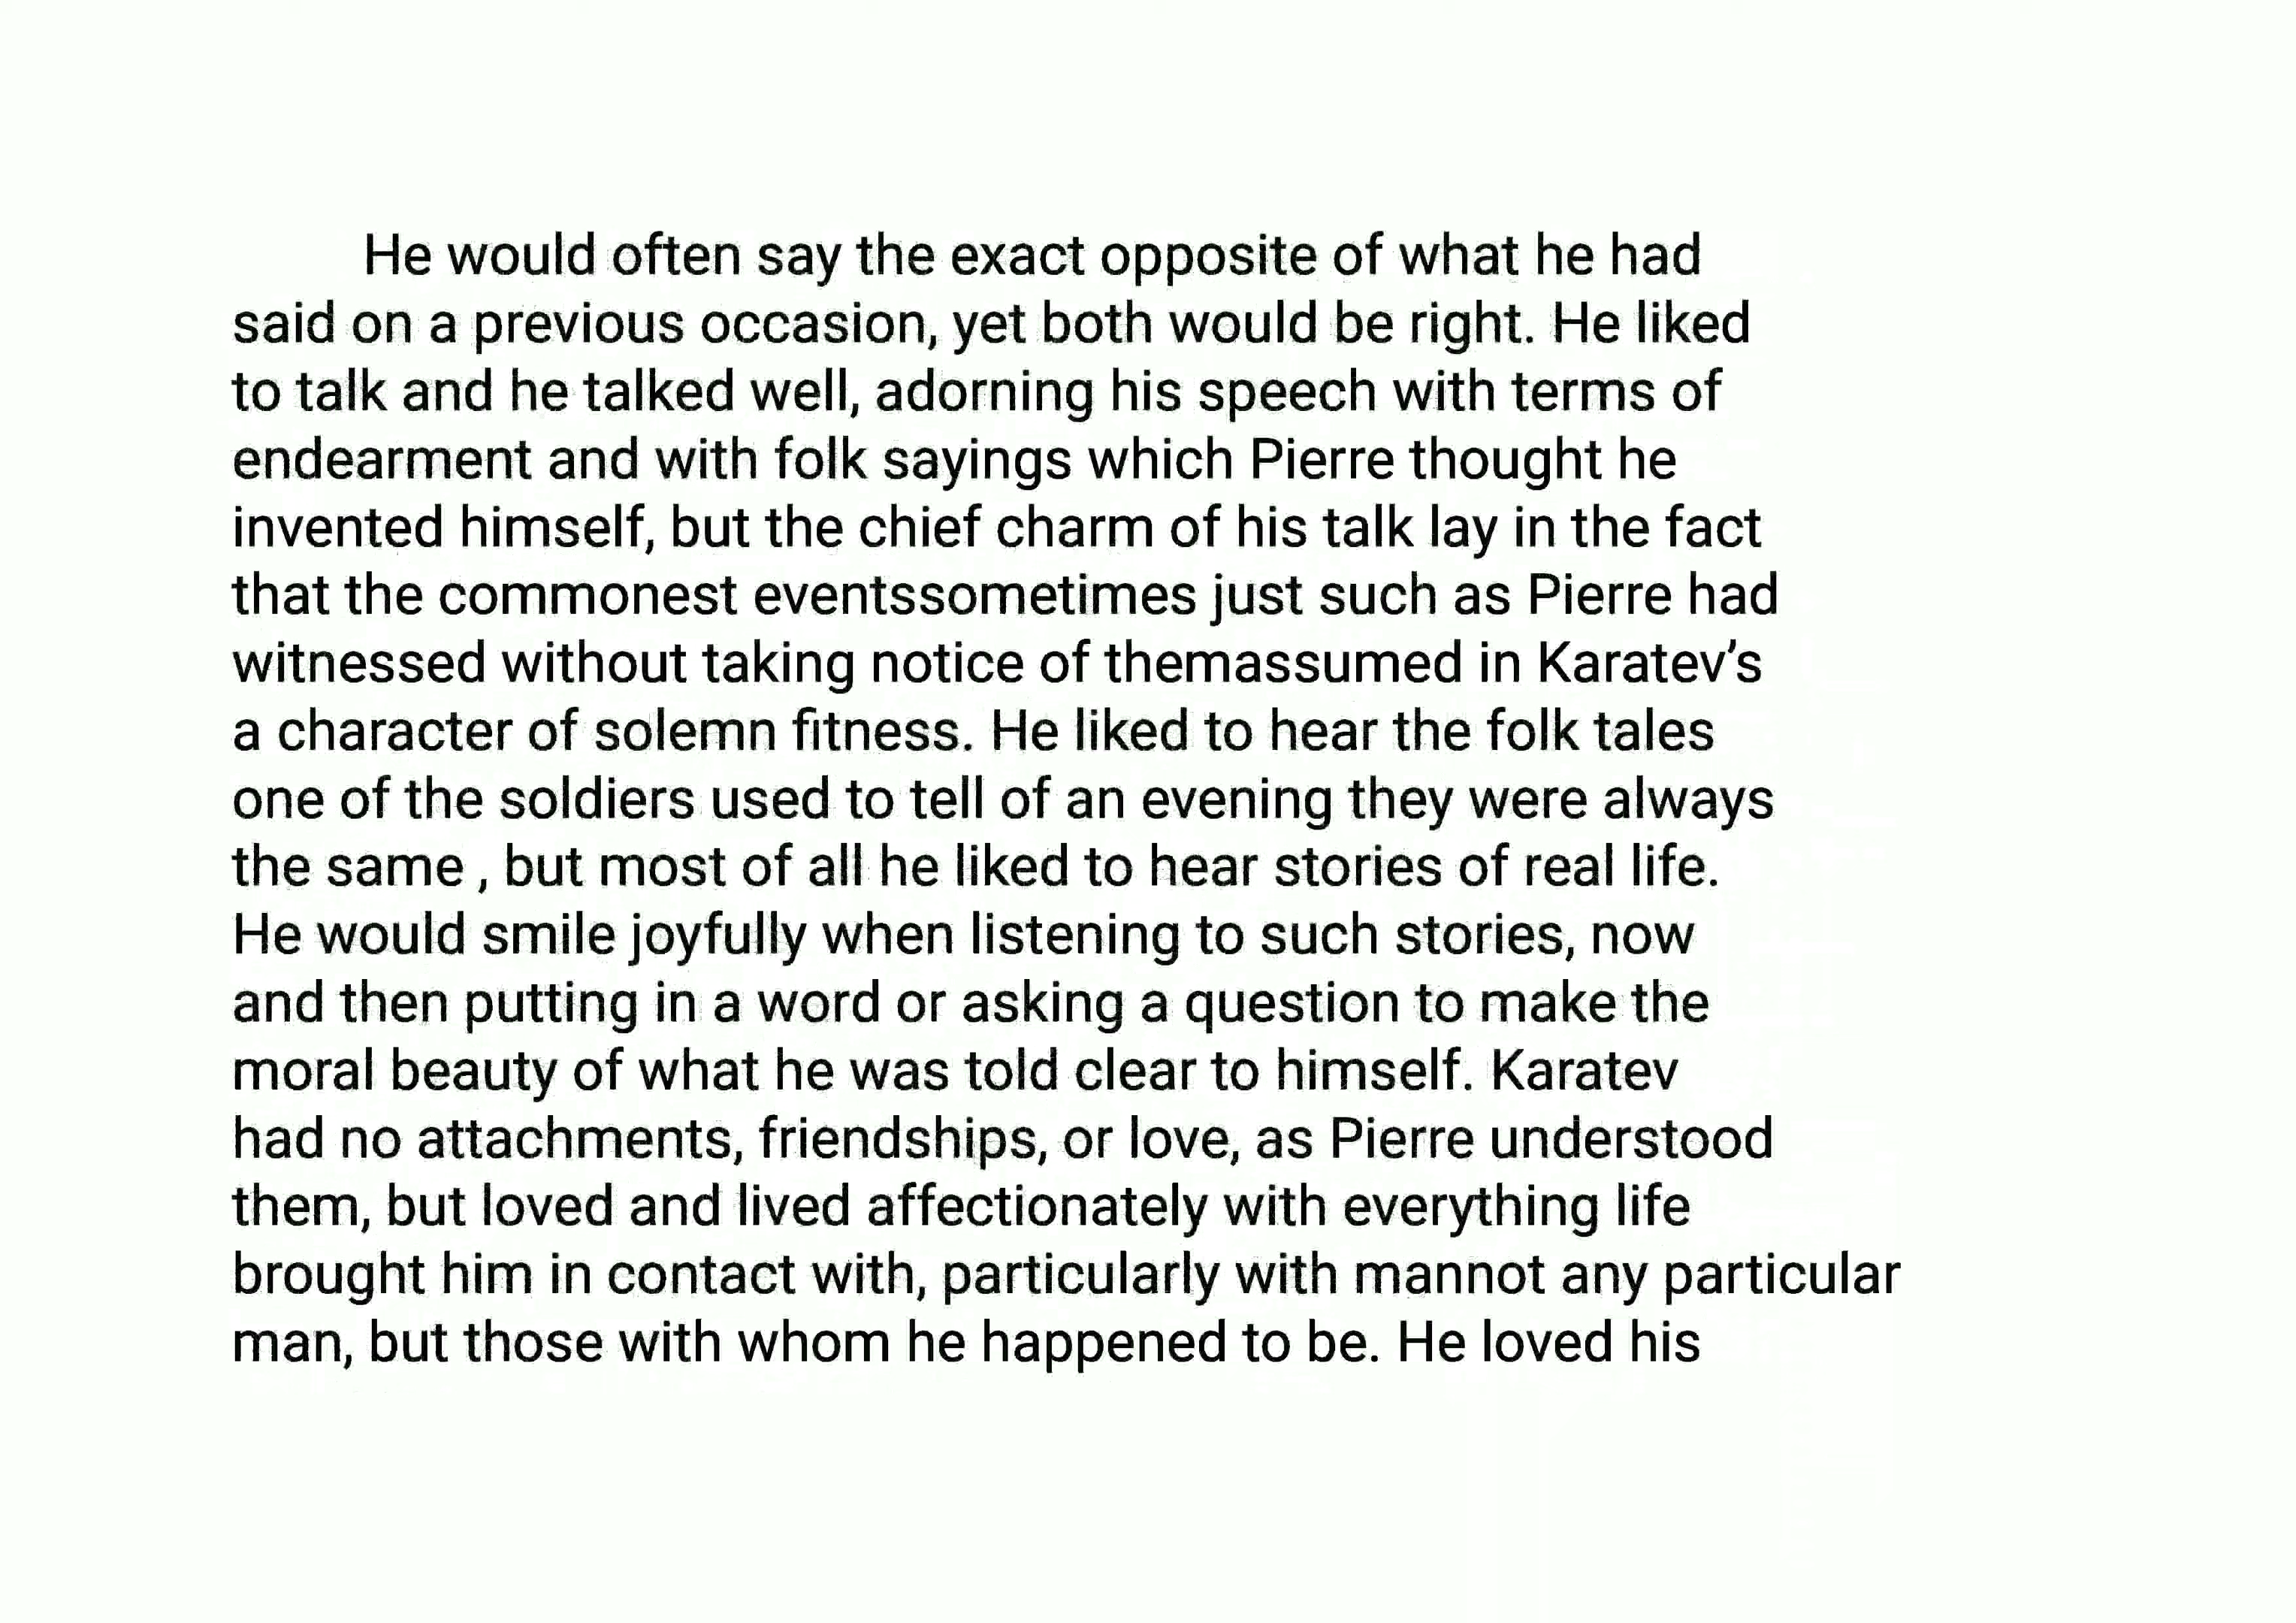 He would often say the exact opposite of what he had
said on a previous occasion, yet both would be right. He liked
to talk and he talked well, adorning his speech with terms of
endearment and with folk sayings which Pierre thought he
invented himself, but the chief charm of his talk lay in the fact
that the commonest eventssometimes just such as Pierre had
witnessed without taking notice of themassumed in Karatev’s
a character of solemn fitness. He liked to hear the folk tales
one of the soldiers used to tell of an evening they were always
the same , but most of all he liked to hear stories of real life.
He would smile joyfully when listening to such stories, now
and then putting in a word or asking a question to make the
moral beauty of what he was told clear to himself. Karatev
had no attachments, friendships, or love, as Pierre understood
them, but loved and lived affectionately with everything life
brought him in contact with, particularly with mannot any particular
man, but those with whom he happened to be. He loved his